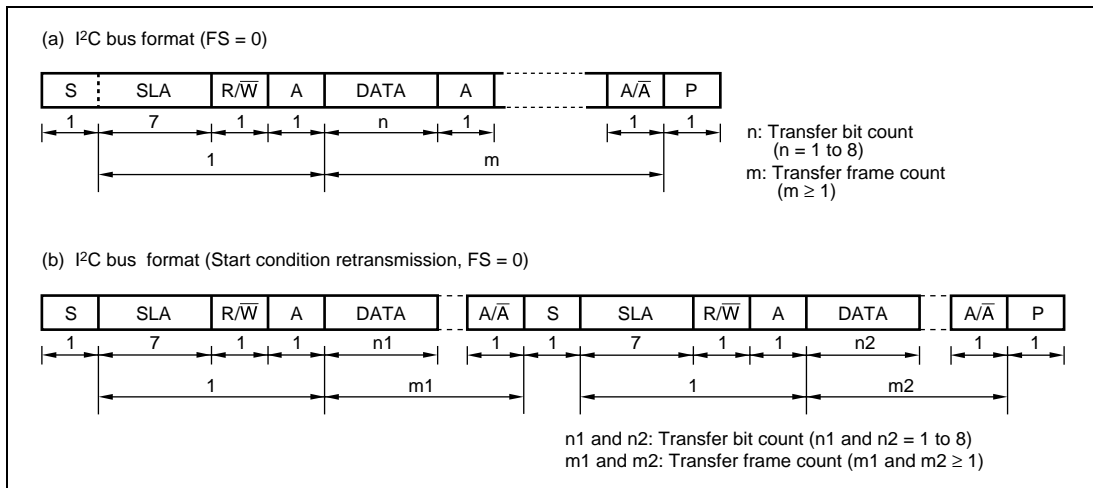 (a) I²C bus format (FS = 0)
S SLA R/W̅ A DATA A A/A̅ P
1 7 1 1 n 1 1 1
1 m
n: Transfer bit count
(n = 1 to 8)
m: Transfer frame count
(m ≥ 1)
(b) I²C bus format (Start condition retransmission, FS = 0)
S SLA R/W̅ A DATA A/A̅ S SLA R/W̅ A DATA A/A̅ P
1 7 1 1 n1 1 1 7 1 1 n2 1 1
1 m1 1 m2
n1 and n2: Transfer bit count (n1 and n2 = 1 to 8)
m1 and m2: Transfer frame count (m1 and m2 ≥ 1)